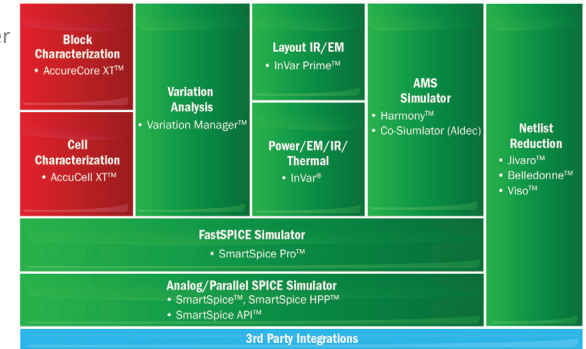 er
Block
Characterization
• AccureCore XT™
Cell
Characterization
• AccuCell XT™
Variation
Analysis
• Variation Manager™
Layout IR/EM
• InVar Prime™
Power/EM/IR/
Thermal
• InVar®
AMS
Simulator
• Harmony™
• Co-Siumlator (Aldec)
Netlist
Reduction
• Jivaro™
• Belledonne™
• Viso™
FastSPICE Simulator
• SmartSpice Pro™
Analog/Parallel SPICE Simulator
• SmartSpice™, SmartSpice HPP™
• SmartSpice API™
3rd Party Integrations